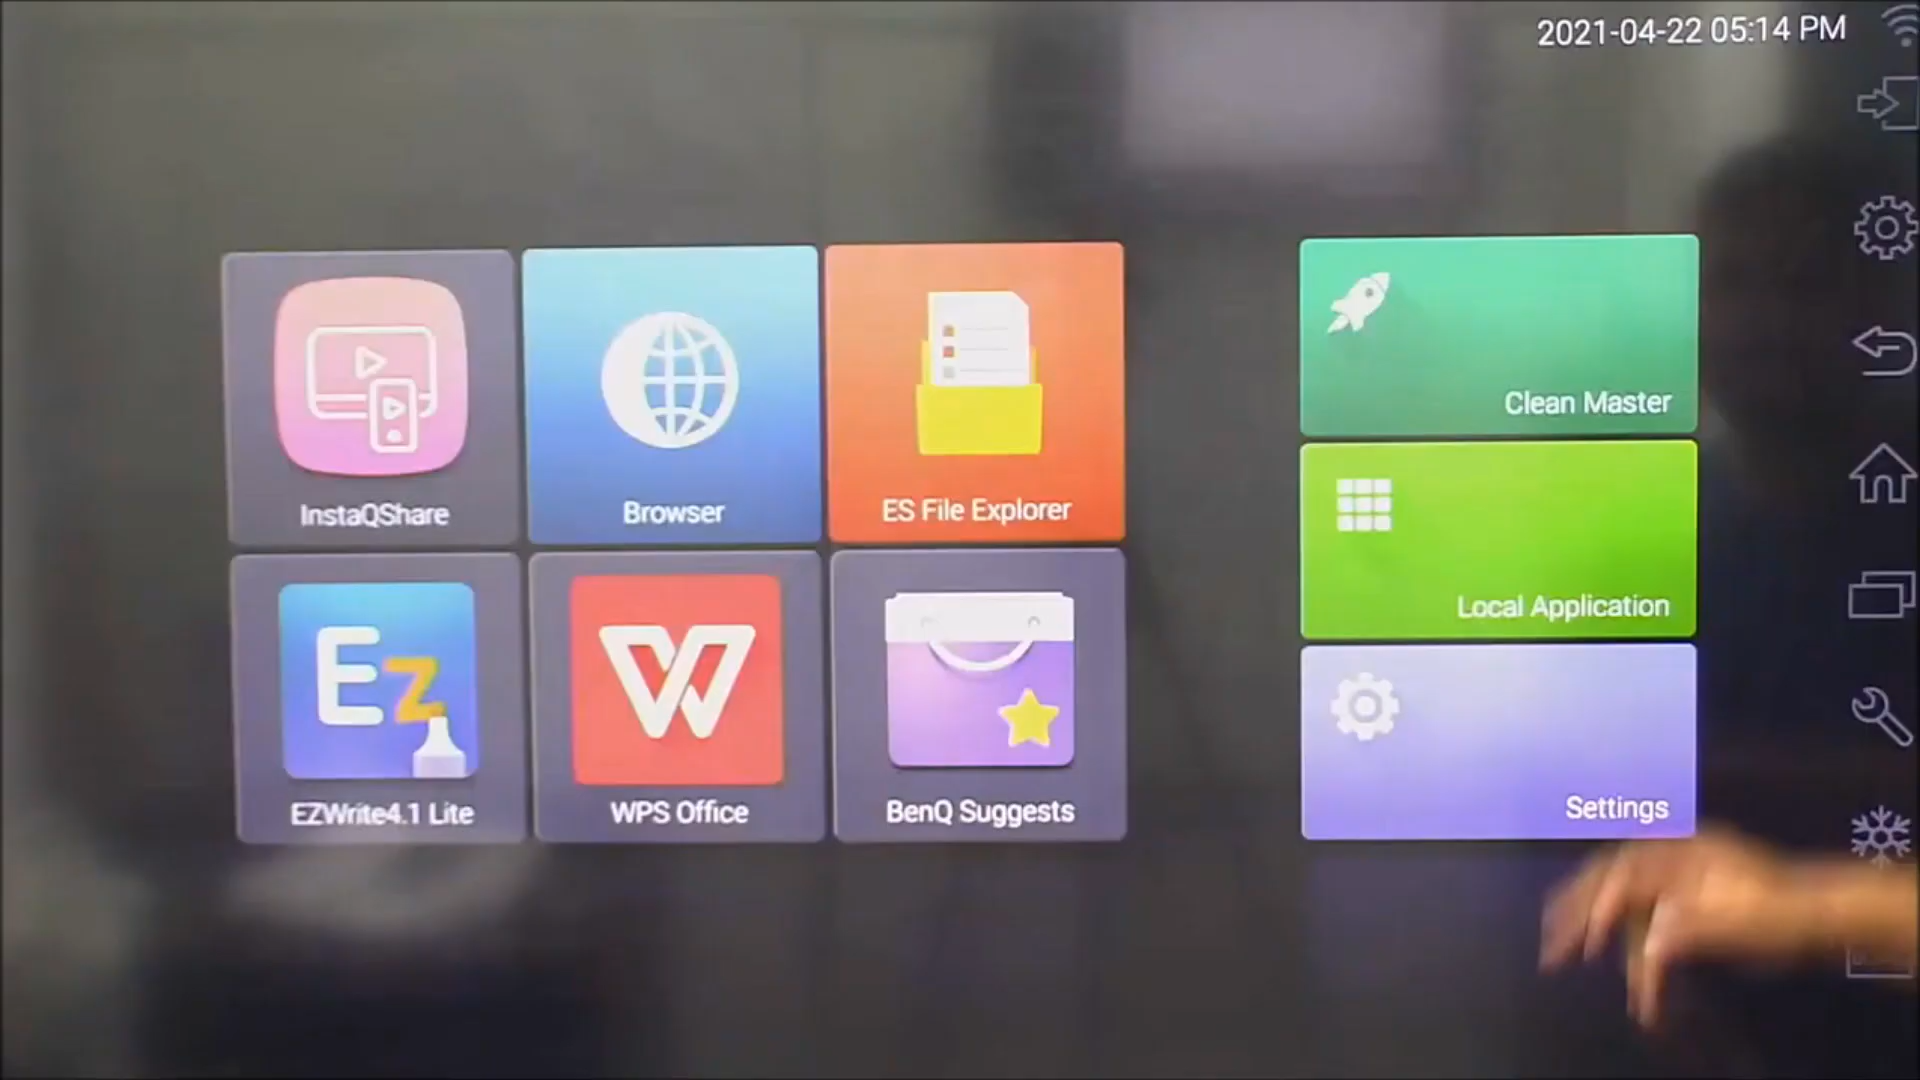 2021-04-22 05:14 PM
InstaQShare
Browser
ES File Explorer
Clean Master
Local Application
EZ
W
EZWrite4.1 Lite
WPS Office
BenQ Suggests
Settings